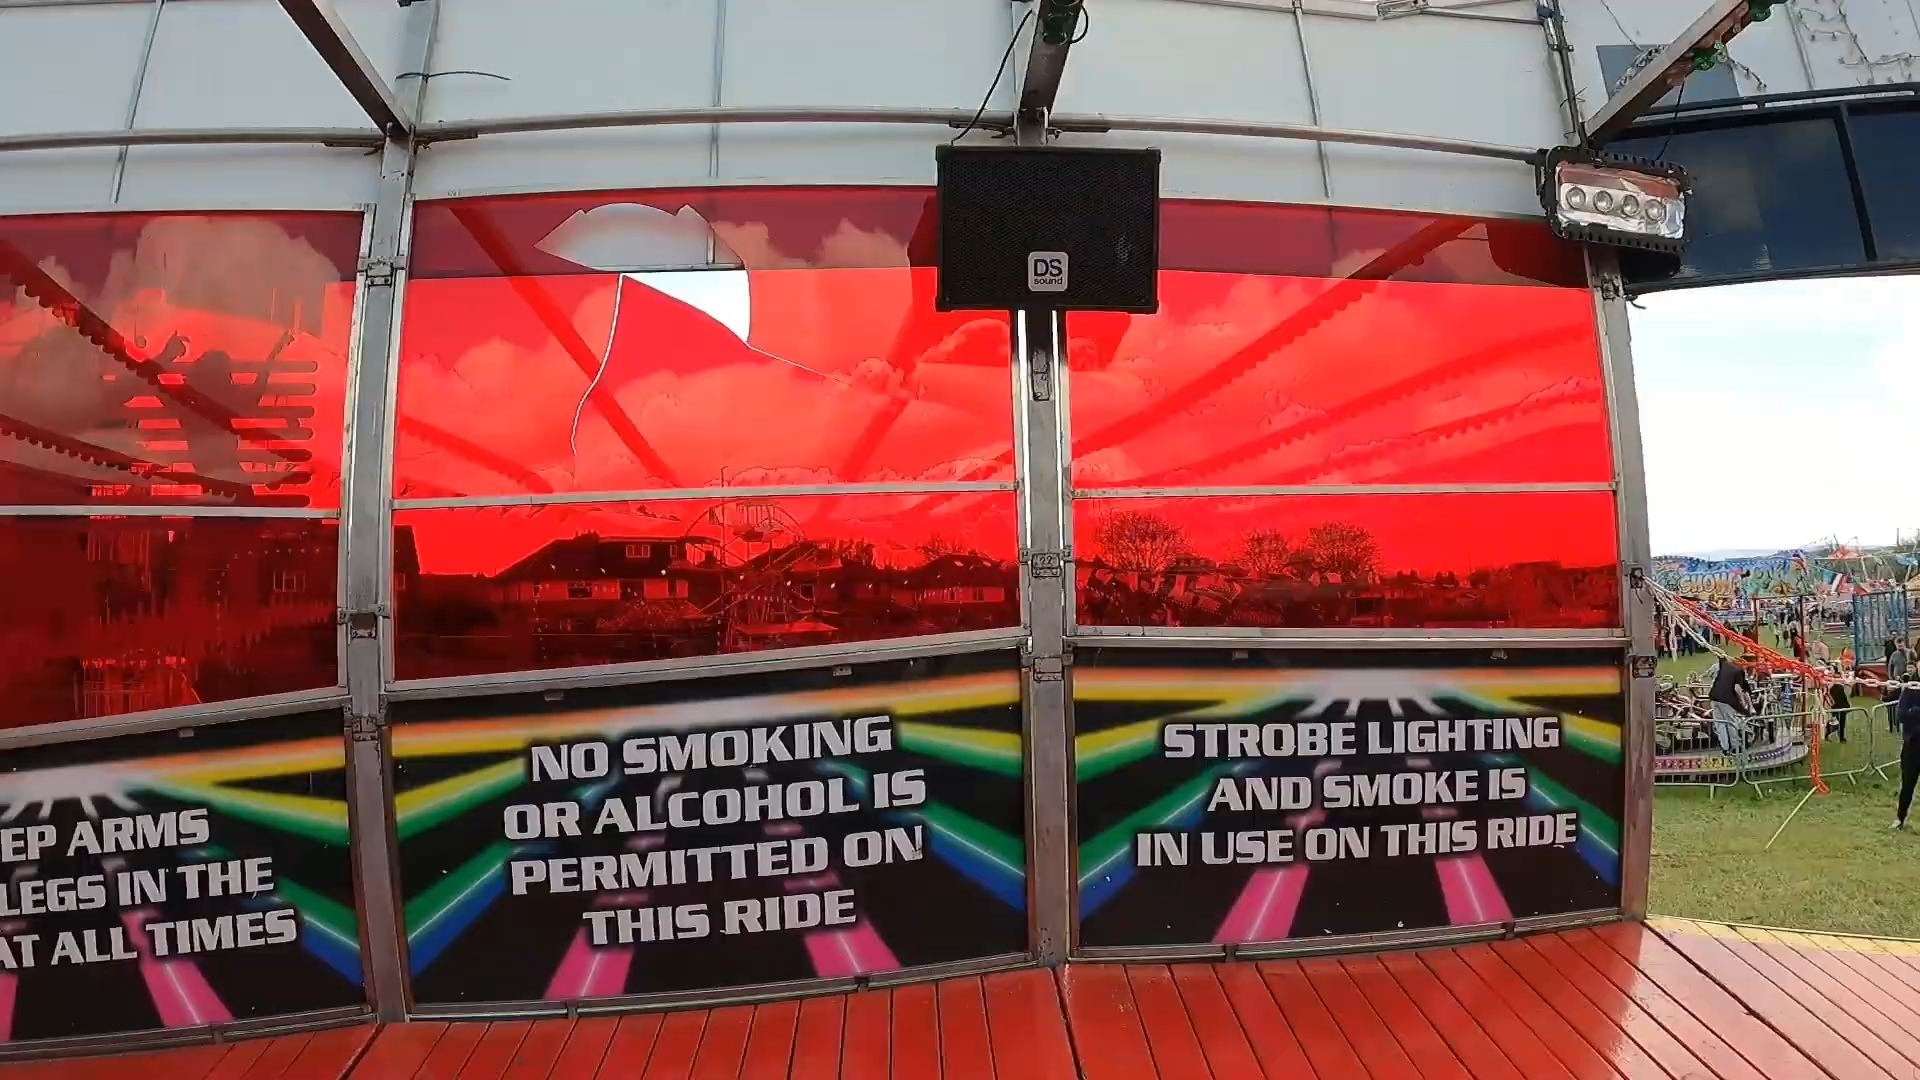 DS
sound
EP ARMS
LEGS IN THE
AT ALL TIMES
NO SMOKING
OR ALCOHOL IS
PERMITTED ON
THIS RIDE
STROBE LIGHTING
AND SMOKE IS
IN USE ON THIS RIDE